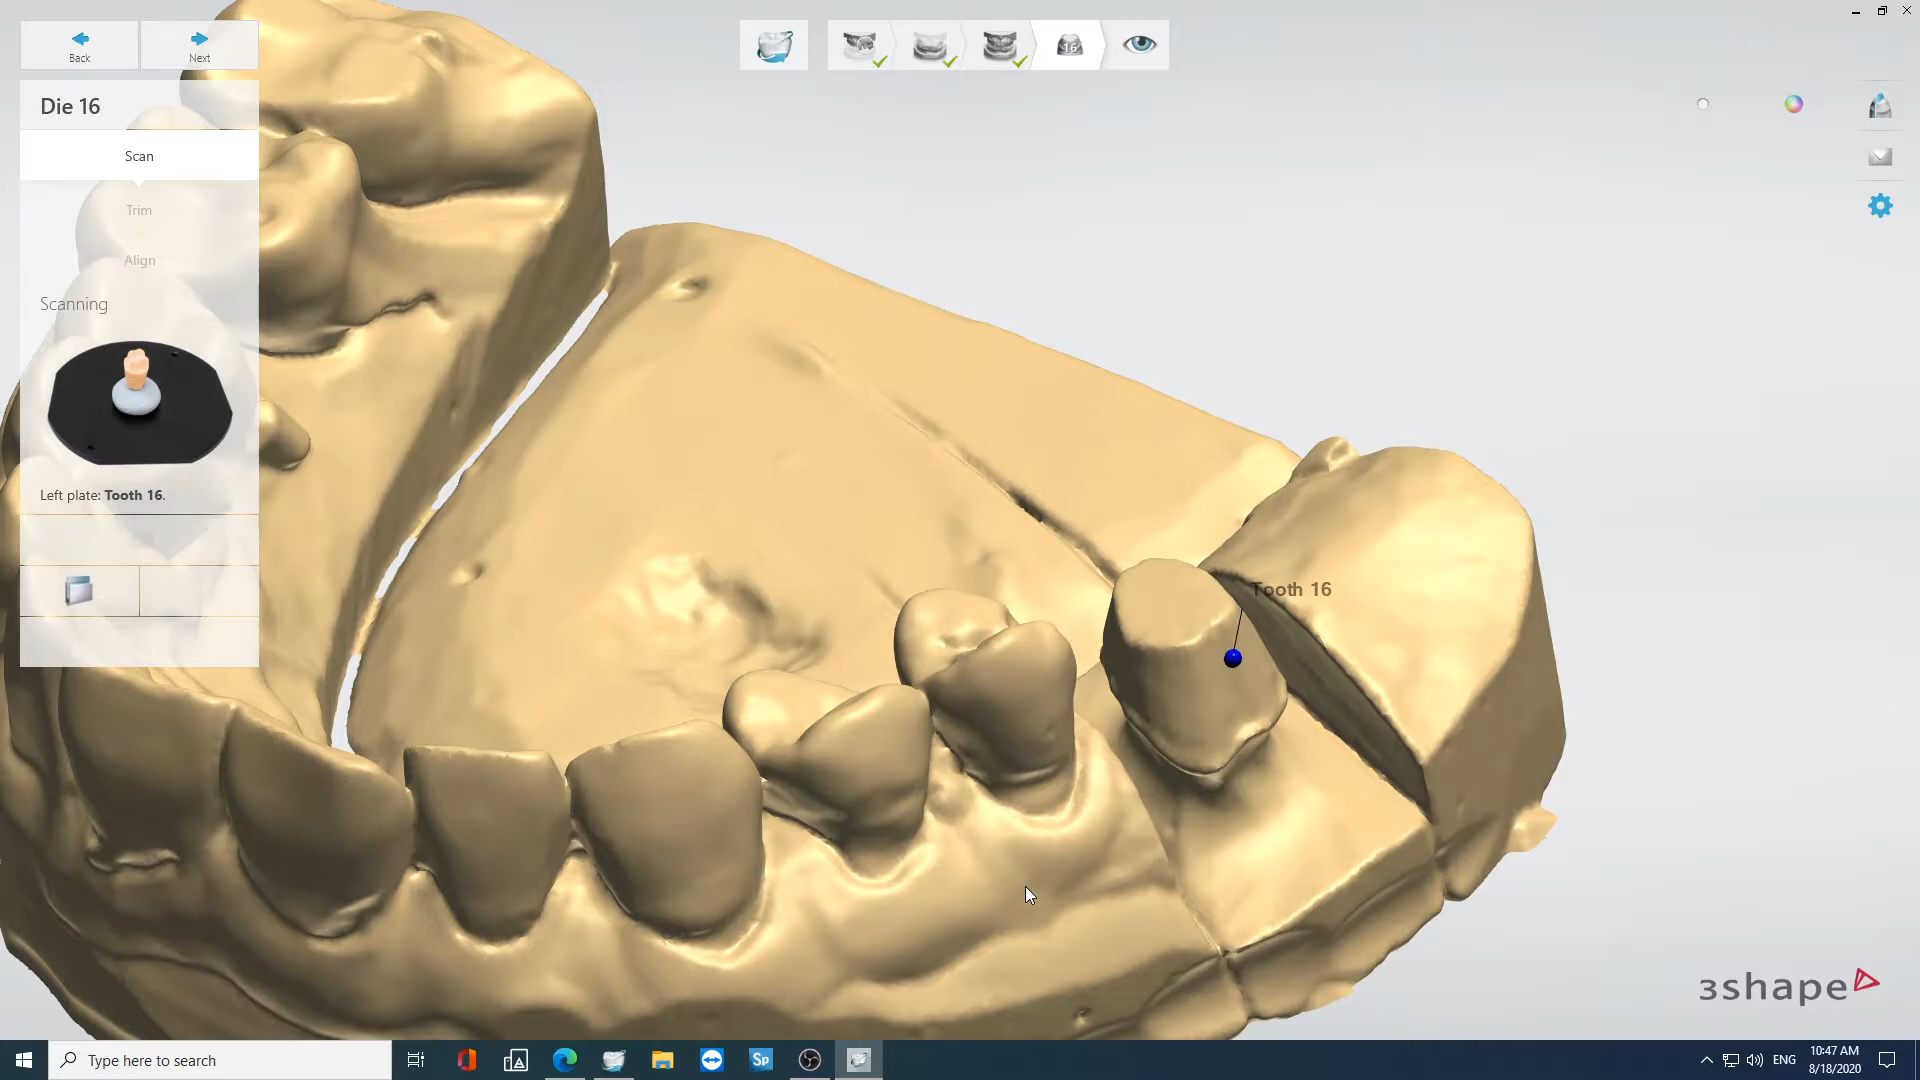 Back
Next
Die 16
Scan
Trim
Align
Scanning
Left plate: Tooth 16.
16
Tooth 16
3shape
Type here to search
Sp
ENG
10:47 AM
8/18/2020